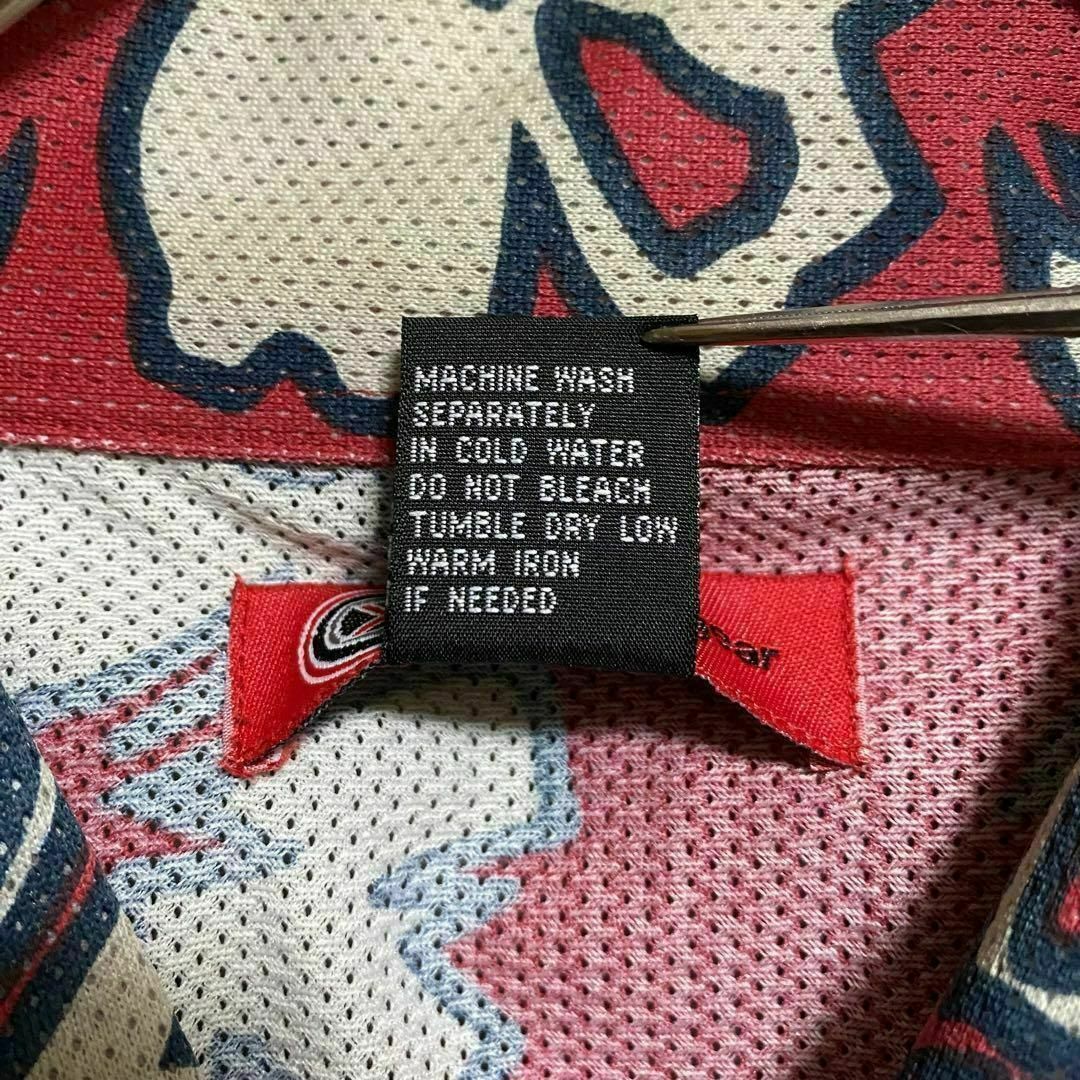 MACHINE WASH
SEPARATELY
IN COLD WATER
DO NOT BLEACH
TUMBLE DRY LOW
WARM IRON
IF NEEDED